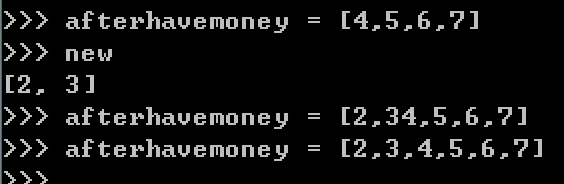 >>> afterhavemoney = [4,5,6,7]
>>> new
[2, 3]
>>> afterhavemoney = [2,34,5,6,7]
>>> afterhavemoney = [2,3,4,5,6,7]
>>>